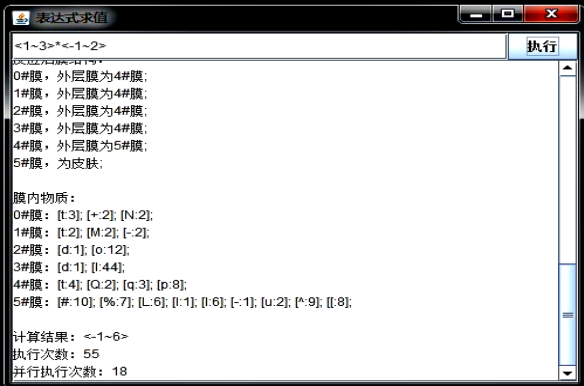 表达式求值
<1~3>*<-1~2>
执行
0#膜，外层膜为4#膜;
1#膜，外层膜为4#膜;
2#膜，外层膜为4#膜;
3#膜，外层膜为4#膜;
4#膜，外层膜为5#膜;
5#膜，为皮肤;
膜内物质：
0#膜：[t:3]; [+:2]; [N:2];
1#膜：[t:2]; [M:2]; [-:2];
2#膜：[d:1]; [o:12];
3#膜：[d:1]; [l:44];
4#膜：[t:4]; [Q:2]; [q:3]; [p:8];
5#膜：[#:10]; [%:7]; [L:6]; [l:1]; [I:6]; [-:1]; [u:2]; [^:9]; [[:8];
计算结果：<-1~6>
执行次数：55
并行执行次数：18